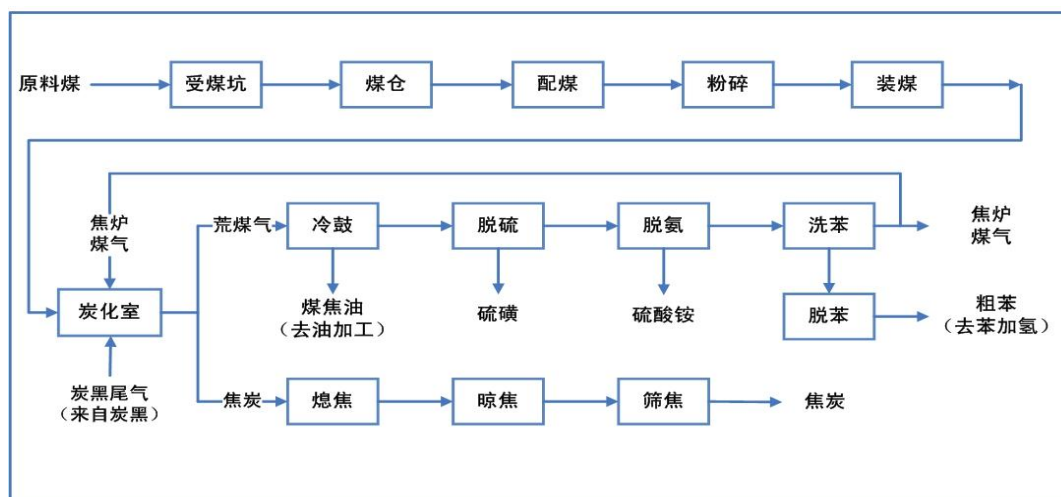 原料煤
受煤坑
煤仓
配煤
粉碎
装煤
焦炉
煤气
荒煤气
冷鼓
脱硫
脱氨
洗苯
焦炉
煤气
炭化室
煤焦油
（去油加工）
硫磺
硫酸铵
脱苯
粗苯
（去苯加氢）
炭黑尾气
（来自炭黑）
焦炭
熄焦
晾焦
筛焦
焦炭